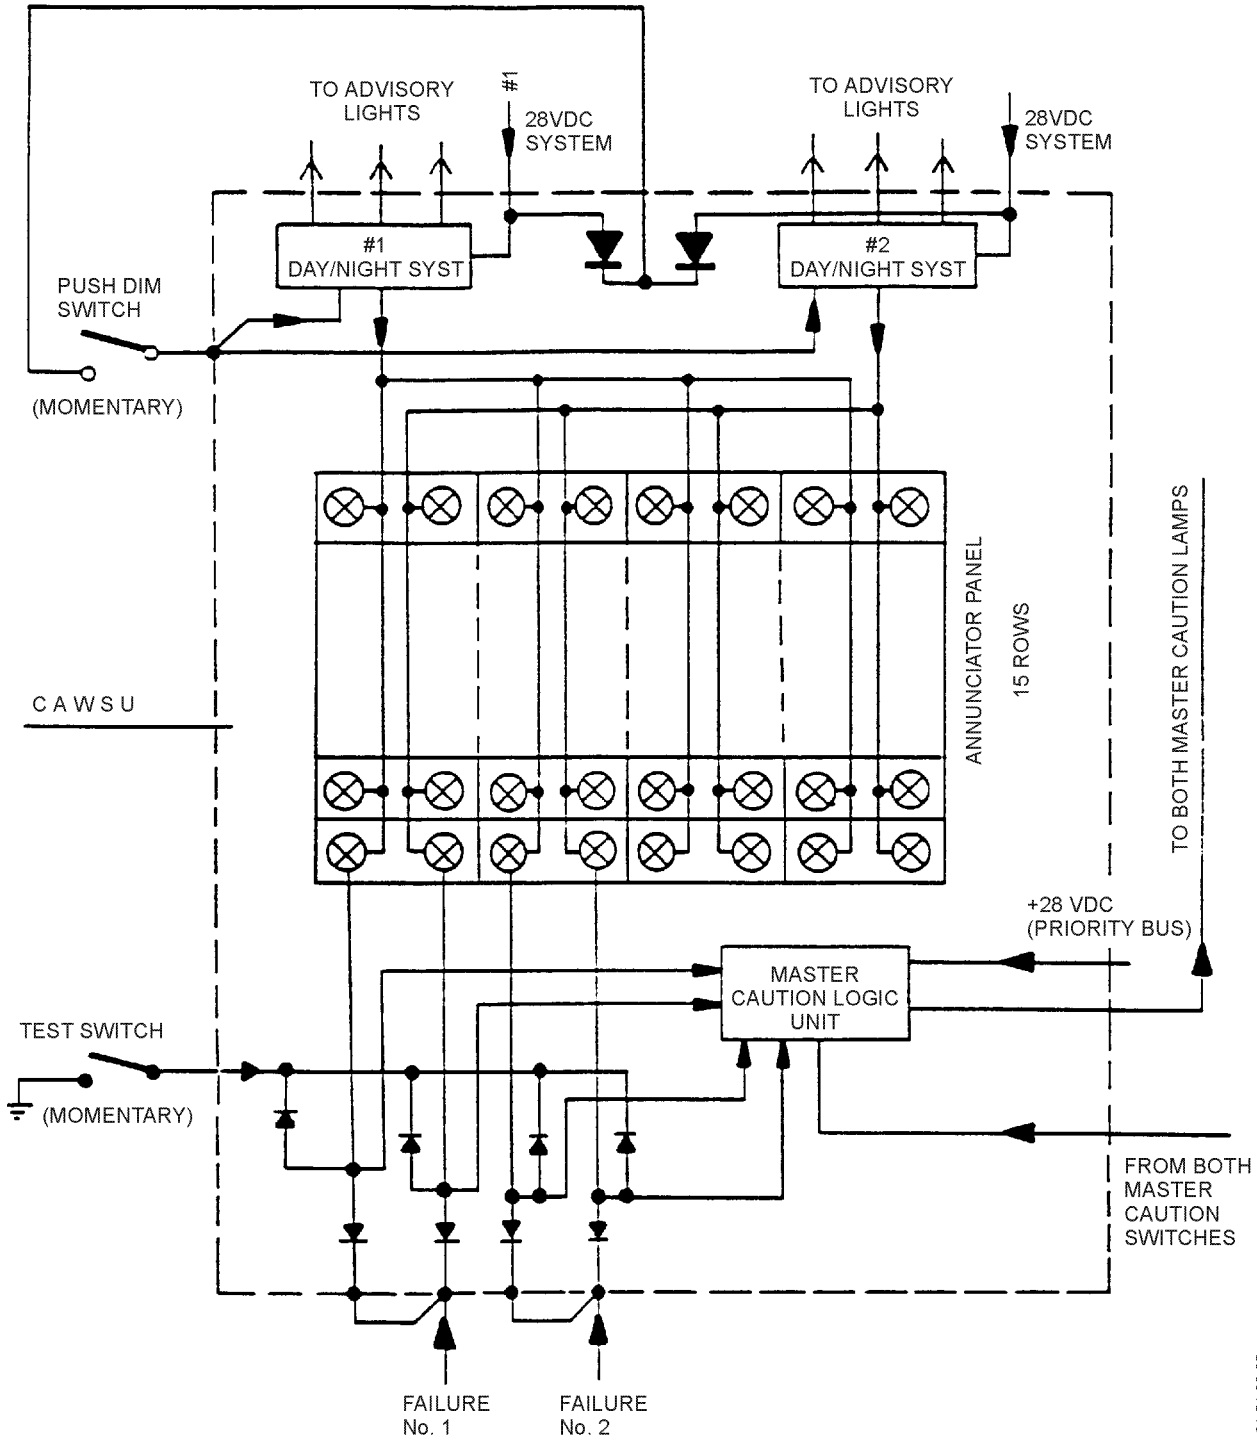 TO ADVISORY
LIGHTS
#1
28VDC
SYSTEM
TO ADVISORY
LIGHTS
28VDC
SYSTEM
#1
DAY/NIGHT SYST
#2
DAY/NIGHT SYST
PUSH DIM
SWITCH
(MOMENTARY)
ANNUNCIATOR PANEL
15 ROWS
TO BOTH MASTER CAUTION LAMPS
C A W S U
+28 VDC
(PRIORITY BUS)
MASTER
CAUTION LOGIC
UNIT
TEST SWITCH
(MOMENTARY)
FROM BOTH
MASTER
CAUTION
SWITCHES
FAILURE
No. 1
FAILURE
No. 2